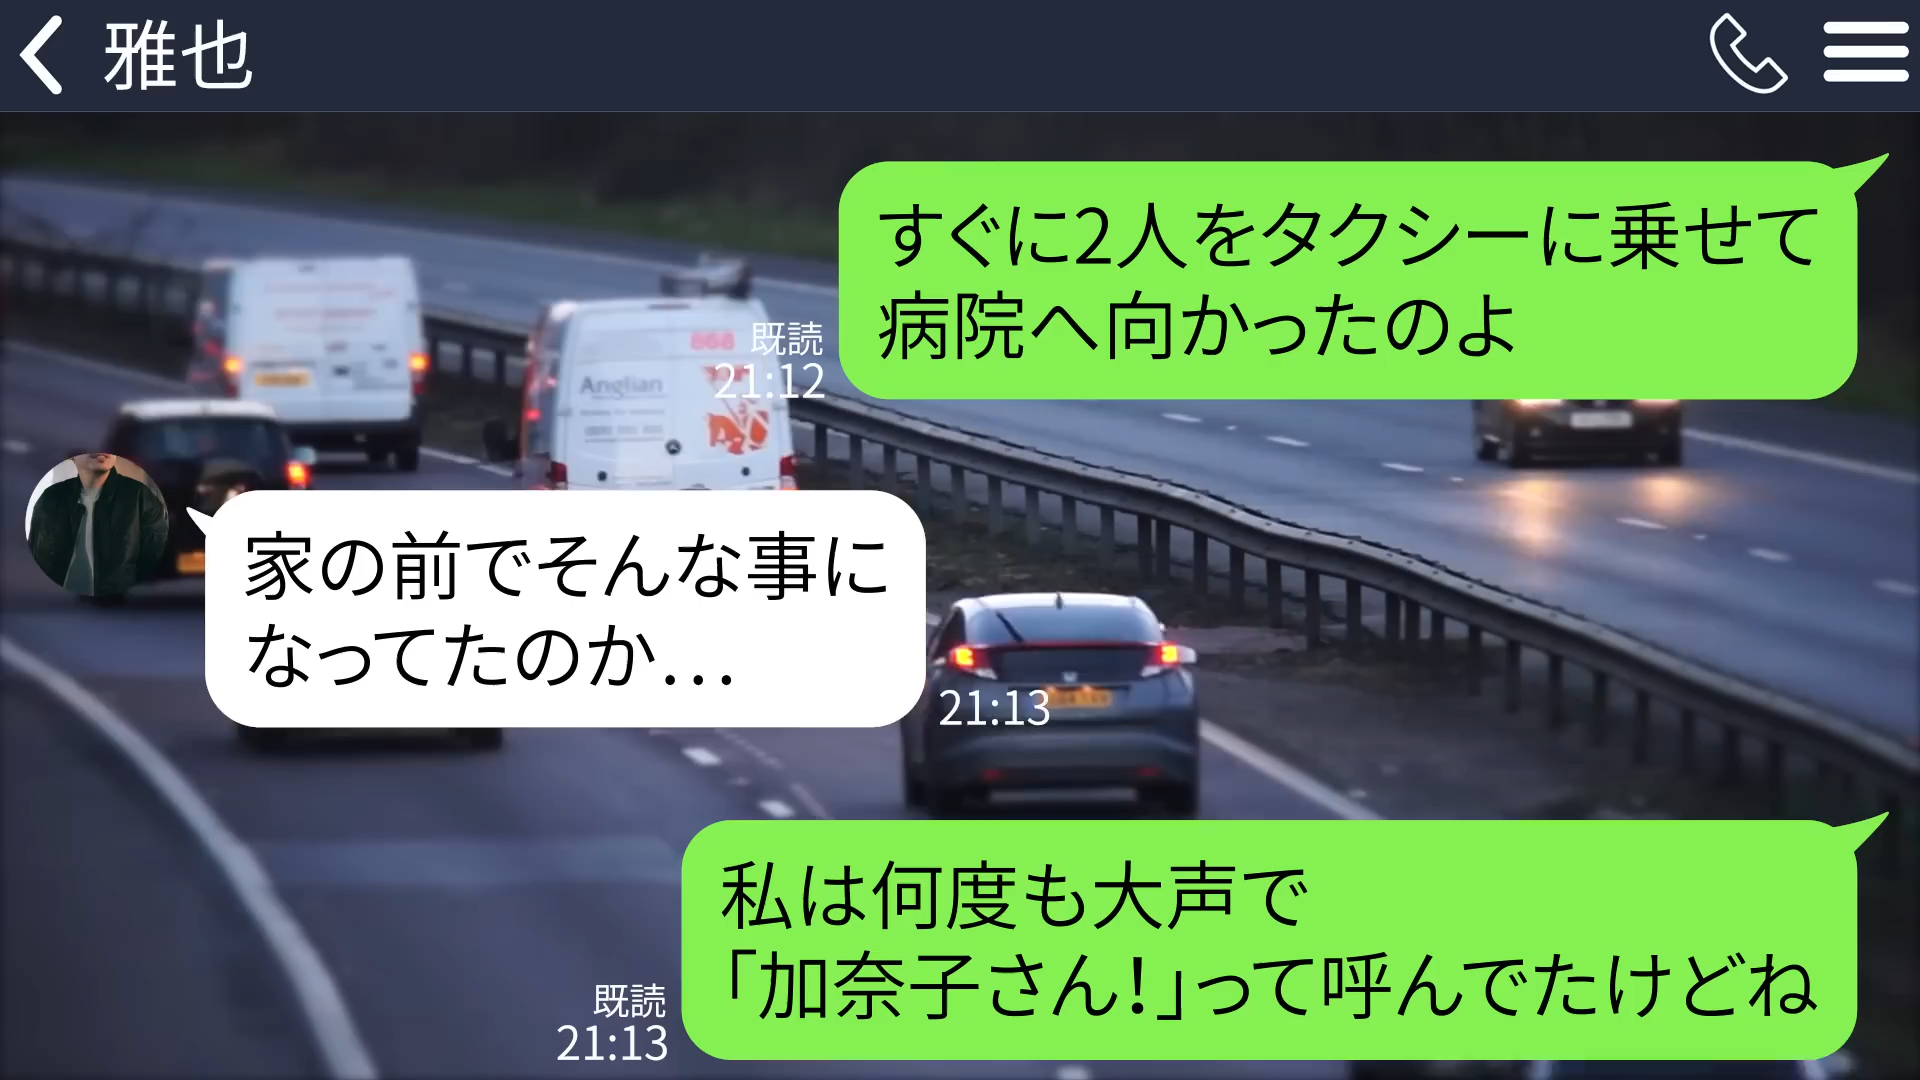 雅也
すぐに2人をタクシーに乗せて
病院へ向かったのよ
既読
21:12
868
Anglian
家の前でそんな事に
なってたのか…
21:13
私は何度も大声で
「加奈子さん！」って呼んでたけどね
既読
21:13